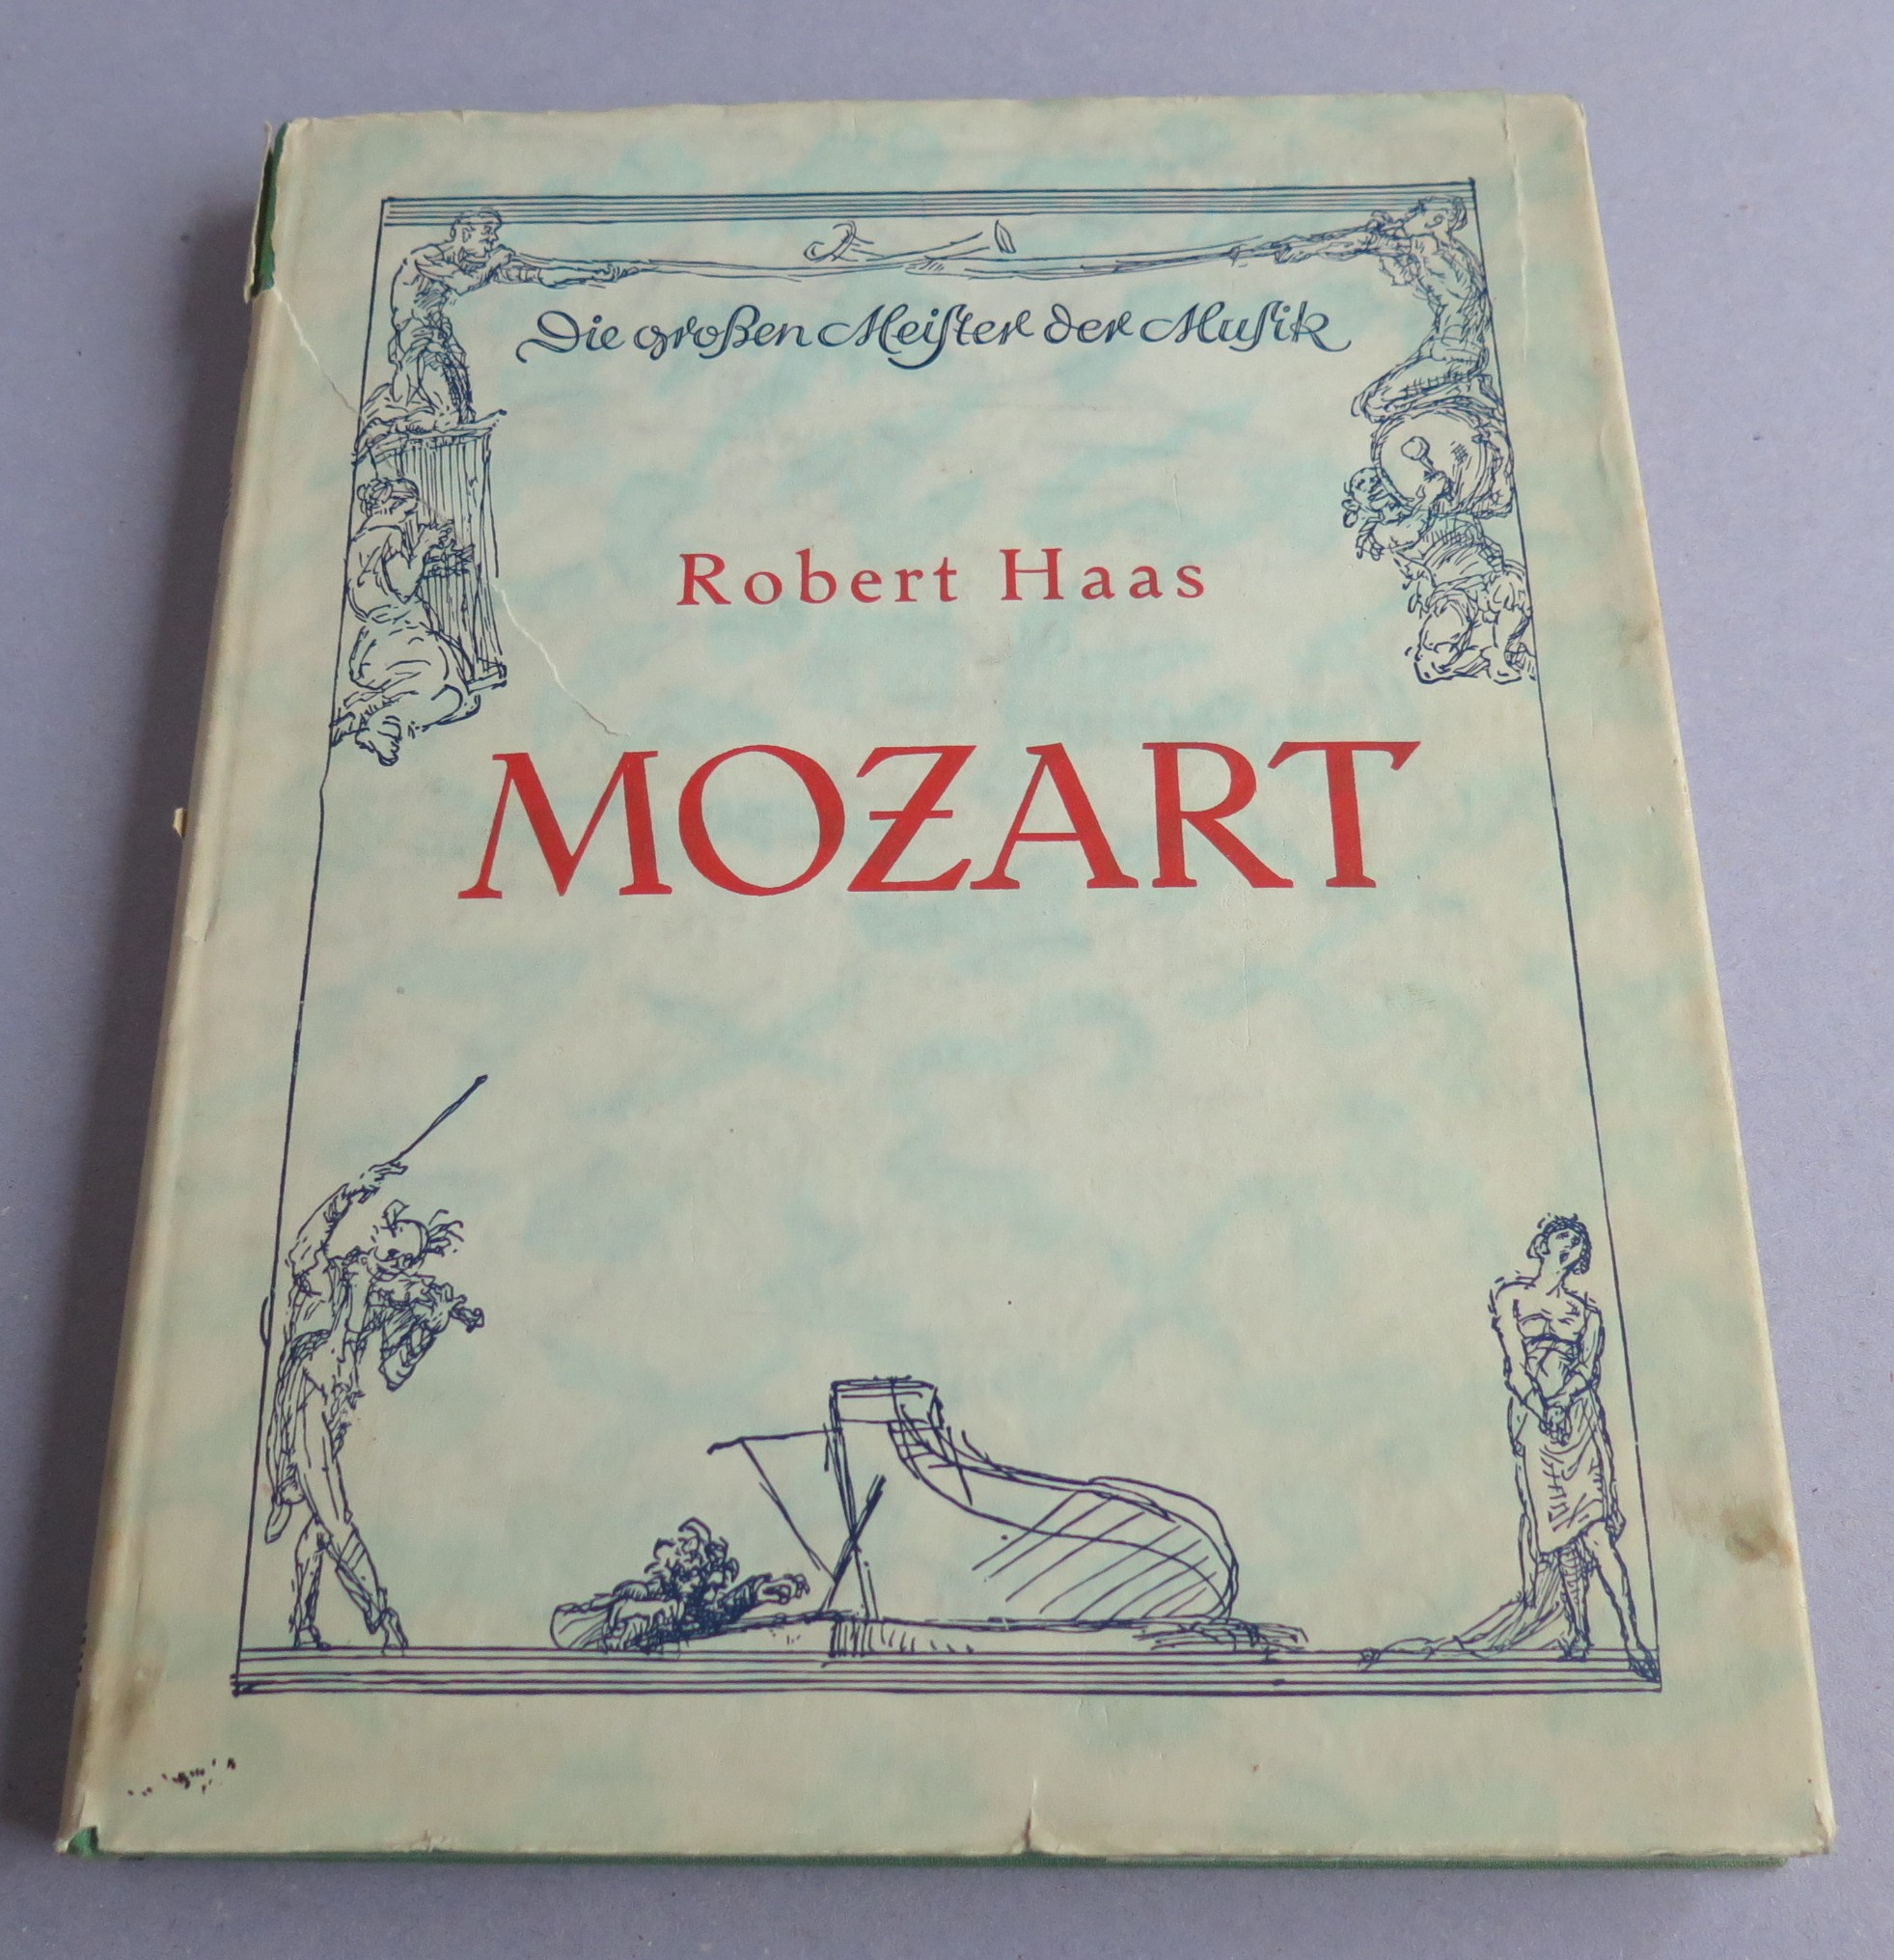 Die großen Meiſter der Muſik
Robert Haas
MOZART